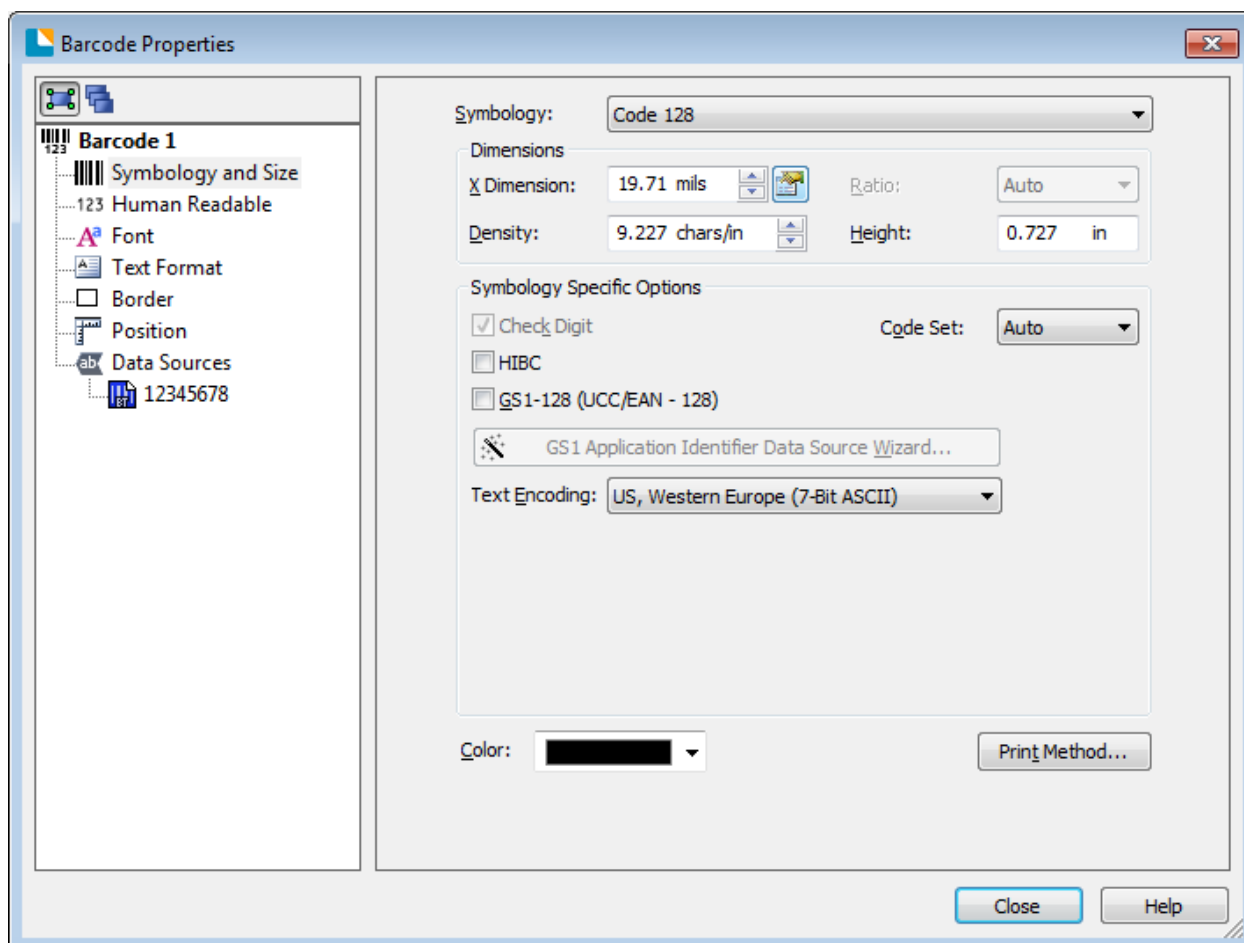 Barcode Properties
Barcode 1
Symbology and Size
123 Human Readable
Font
Text Format
Border
Position
Data Sources
12345678
Symbology: Code 128
Dimensions
X Dimension: 19.71 mils Ratio: Auto
Density: 9.227 chars/in Height: 0.727 in
Symbology Specific Options
Check Digit Code Set: Auto
HIBC
GS1-128 (UCC/EAN - 128)
GS1 Application Identifier Data Source Wizard...
Text Encoding: US, Western Europe (7-Bit ASCII)
Color: Print Method...
Close Help